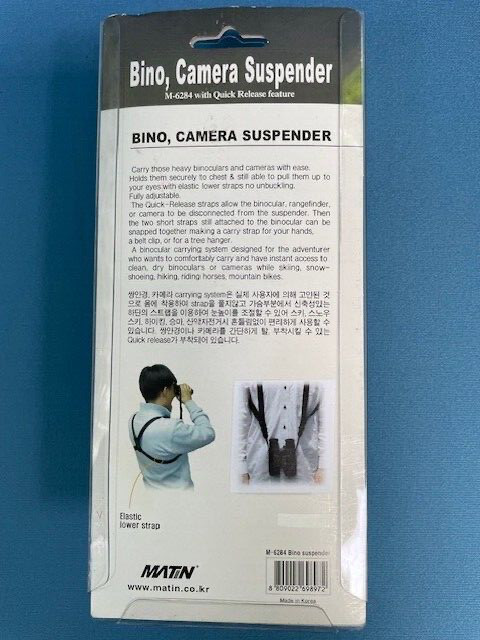 Bino, Camera Suspender
M-6284 with Quick Release feature
BINO, CAMERA SUSPENDER
Carry those heavy binoculars and cameras with ease.
Holds them securely to chest & still able to pull them up to
your eyes with elastic lower straps no unbuckling.
Fully adjustable.
The Quick-Release straps allow the binocular, rangefinder,
or camera to be disconnected from the suspender. Then
the two short straps still attached to the binocular can be
snapped together making a carry strap for your hands,
a belt clip, or for a tree hanger.
A binocular carrying system designed for the adventurer
who wants to comfortably carry and have instant access to
clean, dry binoculars or cameras while skiing, snow-
shoeing, hiking, riding horses, mountain bikes.
쌍안경, 카메라 carrying system은 실제 사용자에 의해 고안된 것
으로 몸에 착용하여 strap을 풀지않고 가슴부분에서 신축성있는
하단의 스트랩을 이용하여 눈높이를 조절할 수 있어 스키, 스노우
스키, 하이킹, 승마, 산악자전거시 흔들림없이 편리하게 사용할 수
있습니다. 쌍안경이나 카메라를 간단하게 탈, 부착시킬 수 있는
Quick release가 부착되어 있습니다.
Elastic
lower strap
M-6284 Bino suspender
MATIN
www.matin.co.kr
8 809022 698972
Made in Korea